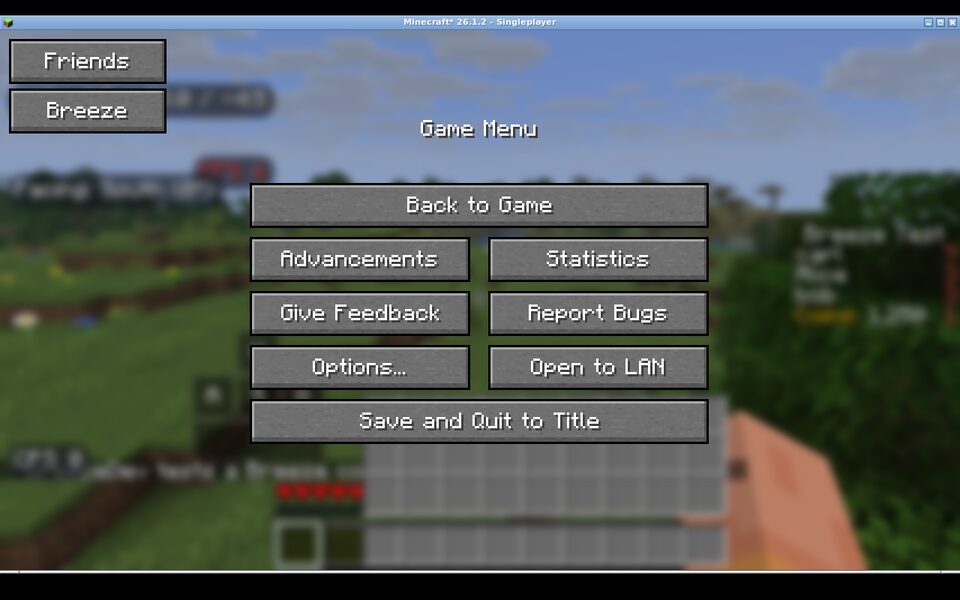 Minecraft* 26.1.2 - Singleplayer
Friends
Breeze
Game Menu
Back to Game
Advancements
Statistics
Give Feedback
Report Bugs
Options...
Open to LAN
Save and Quit to Title